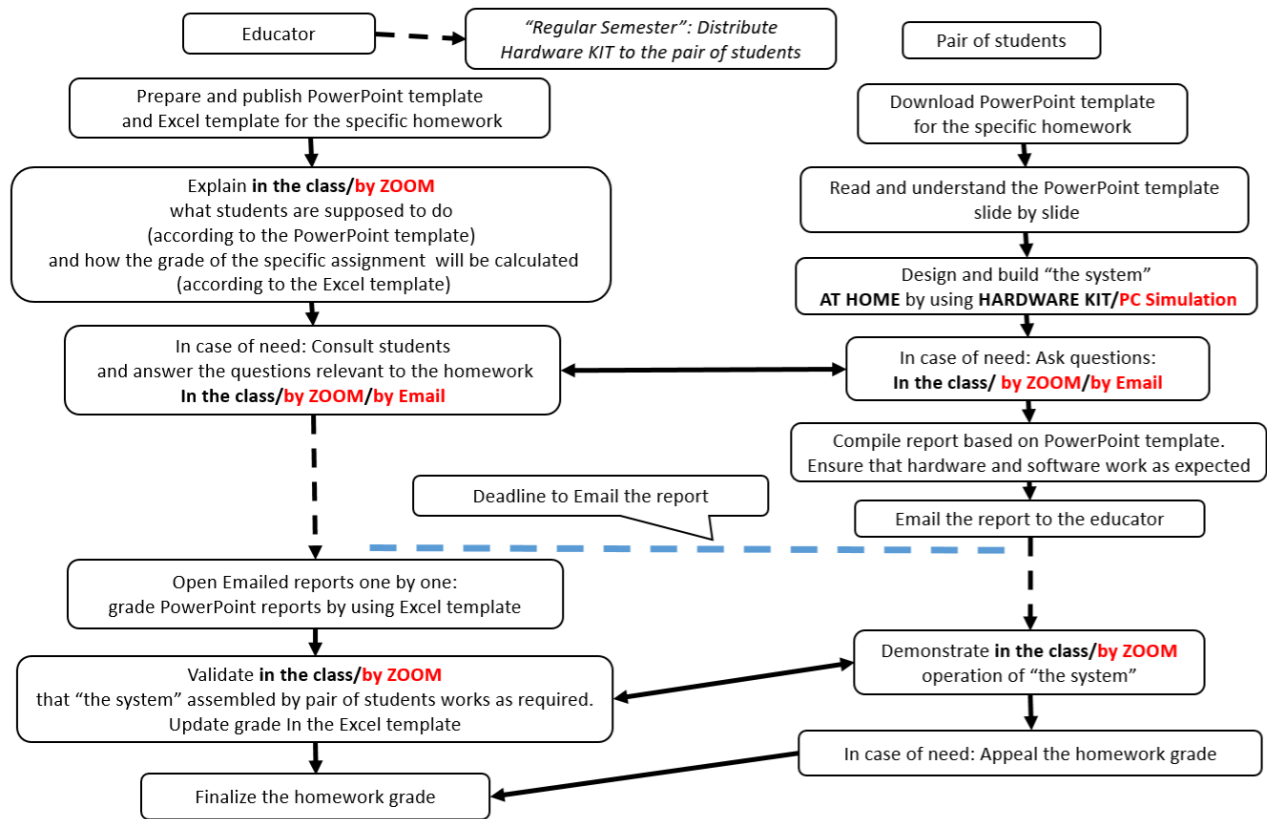 Educator
“Regular Semester”: Distribute
Hardware KIT to the pair of students
Pair of students
Prepare and publish PowerPoint template
and Excel template for the specific homework
Explain in the class/by ZOOM
what students are supposed to do
(according to the PowerPoint template)
and how the grade of the specific assignment will be calculated
(according to the Excel template)
In case of need: Consult students
and answer the questions relevant to the homework
In the class/by ZOOM/by Email
Download PowerPoint template
for the specific homework
Read and understand the PowerPoint template
slide by slide
Design and build “the system”
AT HOME by using HARDWARE KIT/PC Simulation
In case of need: Ask questions:
In the class/ by ZOOM/by Email
Compile report based on PowerPoint template.
Ensure that hardware and software work as expected
Email the report to the educator
Deadline to Email the report
Open Emailed reports one by one:
grade PowerPoint reports by using Excel template
Validate in the class/by ZOOM
that “the system” assembled by pair of students works as required.
Update grade In the Excel template
Finalize the homework grade
Demonstrate in the class/by ZOOM
operation of “the system”
In case of need: Appeal the homework grade